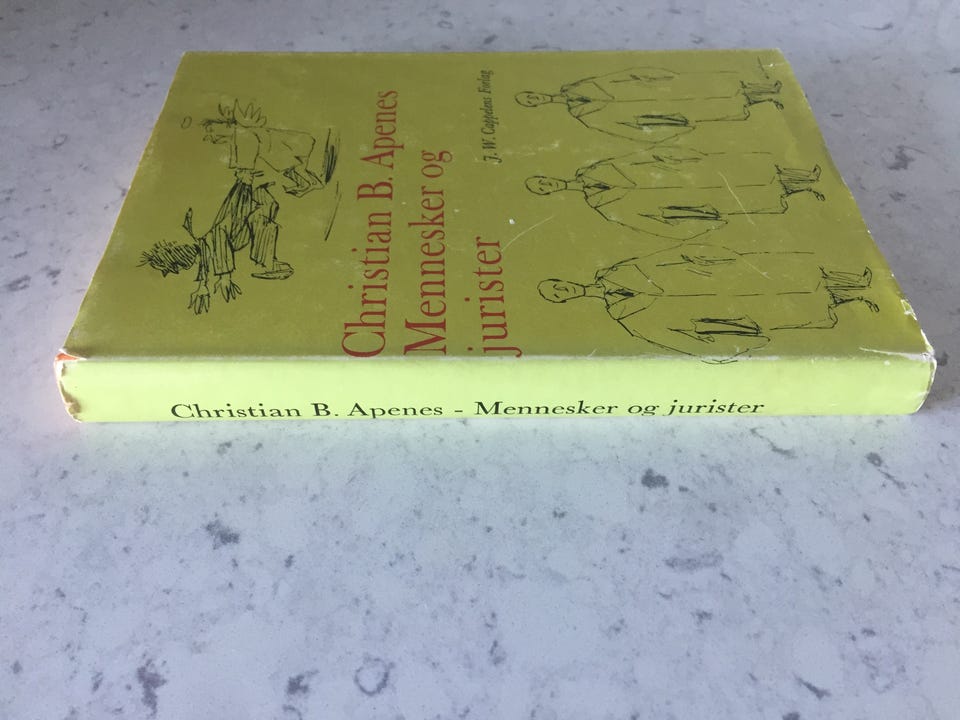 Christian B. Apenes
Mennesker og
jurister
J. W. Cappelens Forlag
Christian B. Apenes - Mennesker og jurister